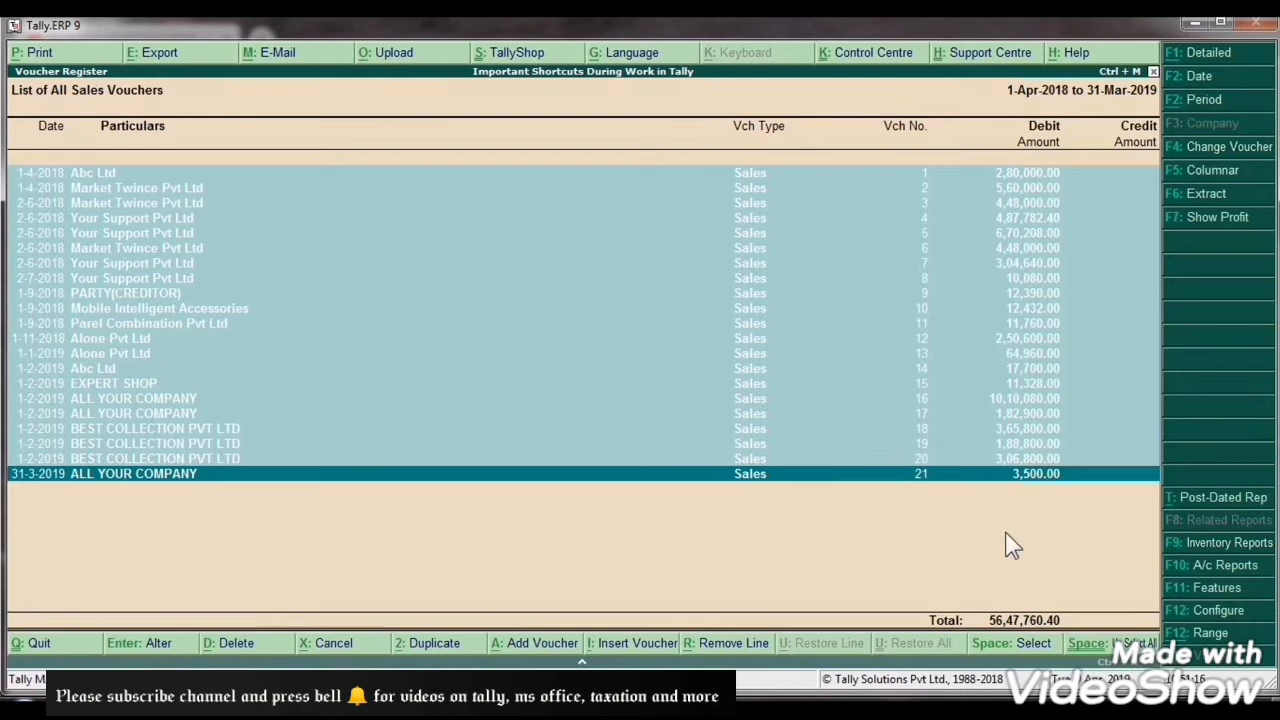 Tally.ERP 9
P: Print E: Export M: E-Mail O: Upload S: TallyShop G: Language K: Keyboard K: Control Centre H: Support Centre H: Help
Voucher Register Important Shortcuts During Work in Tally Ctrl + M
List of All Sales Vouchers 1-Apr-2018 to 31-Mar-2019
Date Particulars Vch Type Vch No. Debit Credit
Amount Amount
1-4-2018 Abc Ltd Sales 1 2,80,000.00
1-4-2018 Market Twince Pvt Ltd Sales 2 5,60,000.00
2-6-2018 Market Twince Pvt Ltd Sales 3 4,48,000.00
2-6-2018 Your Support Pvt Ltd Sales 4 4,87,782.40
2-6-2018 Your Support Pvt Ltd Sales 5 6,70,208.00
2-6-2018 Market Twince Pvt Ltd Sales 6 4,48,000.00
2-6-2018 Your Support Pvt Ltd Sales 7 3,04,640.00
2-7-2018 Your Support Pvt Ltd Sales 8 10,080.00
1-9-2018 PARTY(CREDITOR) Sales 9 12,390.00
1-9-2018 Mobile Intelligent Accessories Sales 10 12,432.00
1-9-2018 Parel Combination Pvt Ltd Sales 11 11,760.00
1-11-2018 Alone Pvt Ltd Sales 12 2,50,600.00
1-1-2019 Alone Pvt Ltd Sales 13 64,960.00
1-2-2019 Abc Ltd Sales 14 17,700.00
1-2-2019 EXPERT SHOP Sales 15 11,328.00
1-2-2019 ALL YOUR COMPANY Sales 16 10,10,080.00
1-2-2019 ALL YOUR COMPANY Sales 17 1,82,900.00
1-2-2019 BEST COLLECTION PVT LTD Sales 18 3,65,800.00
1-2-2019 BEST COLLECTION PVT LTD Sales 19 1,88,800.00
1-2-2019 BEST COLLECTION PVT LTD Sales 20 3,06,800.00
31-3-2019 ALL YOUR COMPANY Sales 21 3,500.00
Total: 56,47,760.40
F1: Detailed
F2: Date
F2: Period
F3: Company
F4: Change Voucher
F5: Columnar
F6: Extract
F7: Show Profit
T: Post-Dated Rep
F8: Related Reports
F9: Inventory Reports
F10: A/c Reports
F11: Features
F12: Configure
F12: Range
Q: Quit Enter: Alter D: Delete X: Cancel 2: Duplicate A: Add Voucher I: Insert Voucher R: Remove Line U: Restore Line U: Restore All Space: Select Space:
Tally © Tally Solutions Pvt Ltd., 1988-2018 Apr, 2019
Made with
VideoShow
Please subscribe channel and press bell 🔔 for videos on tally, ms office, taxation and more